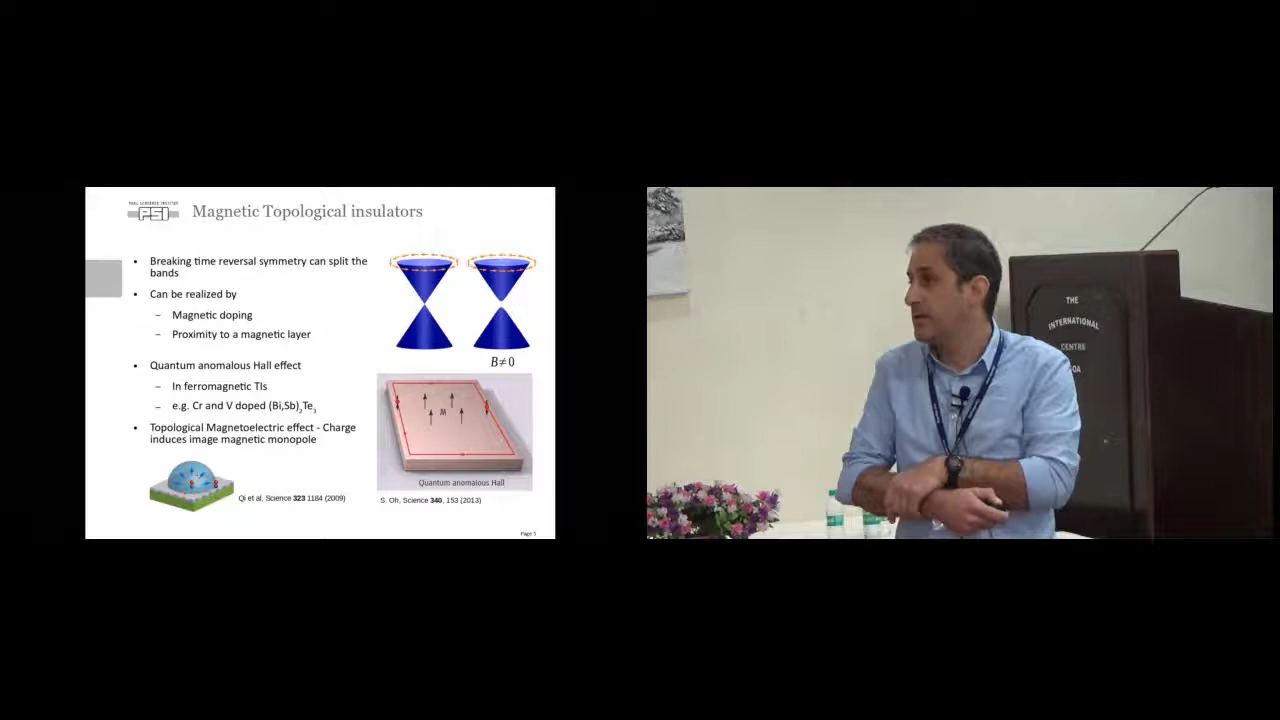 PAUL SCHERRER INSTITUT
PSI
Magnetic Topological insulators
• Breaking time reversal symmetry can split the
bands
• Can be realized by
– Magnetic doping
– Proximity to a magnetic layer
• Quantum anomalous Hall effect
– In ferromagnetic TIs
– e.g. Cr and V doped (Bi,Sb)₂Te₃
• Topological Magnetoelectric effect - Charge
induces image magnetic monopole
Qi et al, Science 323 1184 (2009)
B≠0
M
Quantum anomalous Hall
S. Oh, Science 340, 153 (2013)
Page 5
THE
INTERNATIONAL
CENTRE
GOA